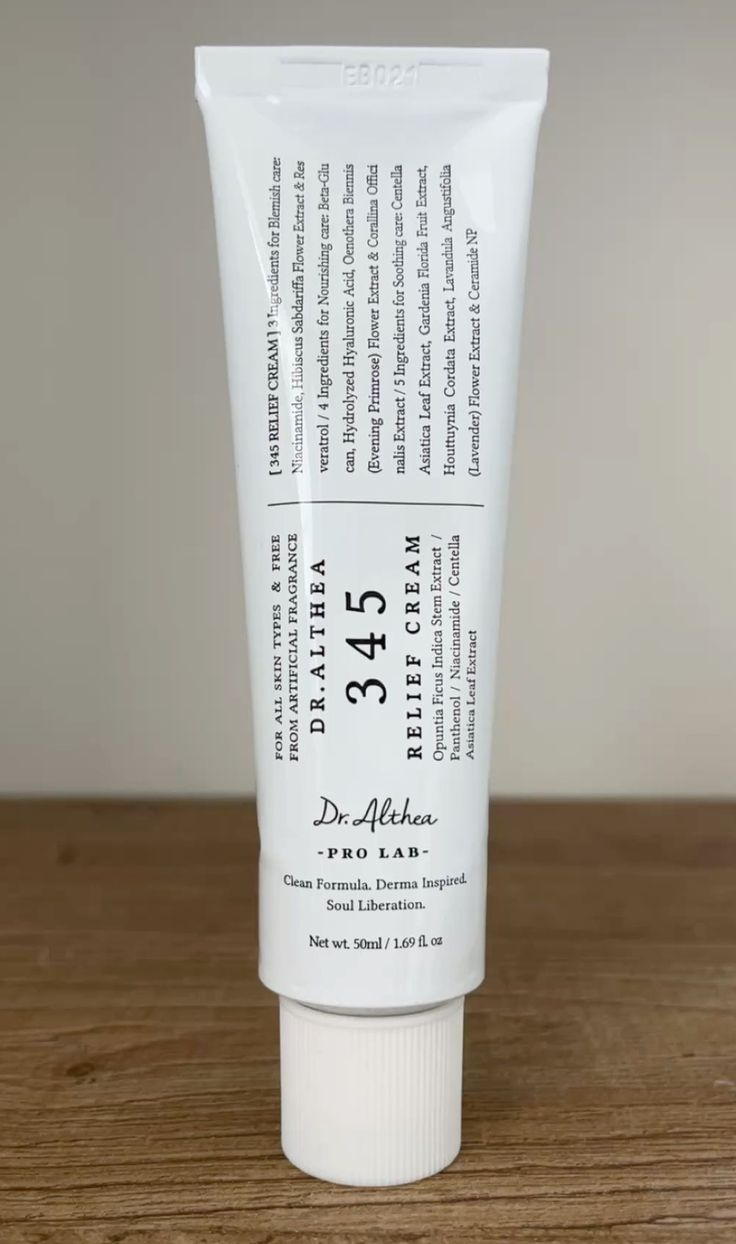 EB021
[ 345 RELIEF CREAM ] 3 Ingredients for Blemish care:
Niacinamide, Hibiscus Sabdariffa Flower Extract & Res
veratrol / 4 Ingredients for Nourishing care: Beta-Glu
can, Hydrolyzed Hyaluronic Acid, Oenothera Biennis
(Evening Primrose) Flower Extract & Corallina Offici
nalis Extract / 5 Ingredients for Soothing care: Centella
Asiatica Leaf Extract, Gardenia Florida Fruit Extract,
Houttuynia Cordata Extract, Lavandula Angustifolia
(Lavender) Flower Extract & Ceramide NP
FOR ALL SKIN TYPES & FREE
FROM ARTIFICIAL FRAGRANCE
DR.ALTHEA
345
RELIEF CREAM
Opuntia Ficus Indica Stem Extract /
Panthenol / Niacinamide / Centella
Asiatica Leaf Extract
Dr. Althea
-PRO LAB-
Clean Formula. Derma Inspired.
Soul Liberation.
Net wt. 50ml / 1.69 fl. oz